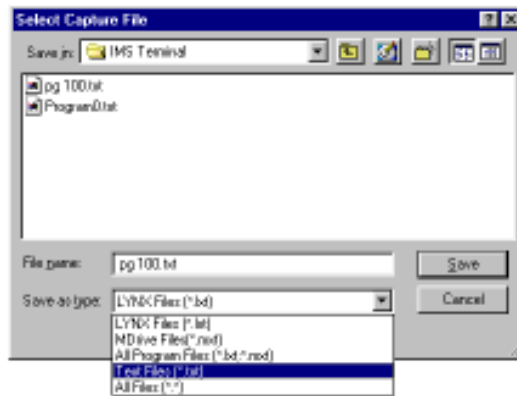 Select Capture File
Save in: IMS Terminal
pg 100.txt
Program0.txt
File name: pg 100.txt
Save
Save as type: LYNX Files (*.lxt)
Cancel
LYNX Files (*.lxt)
MDrive Files(*.mxt)
All Program Files (*.lxt;*.mxt)
Text Files (*.txt)
All Files (*.*)